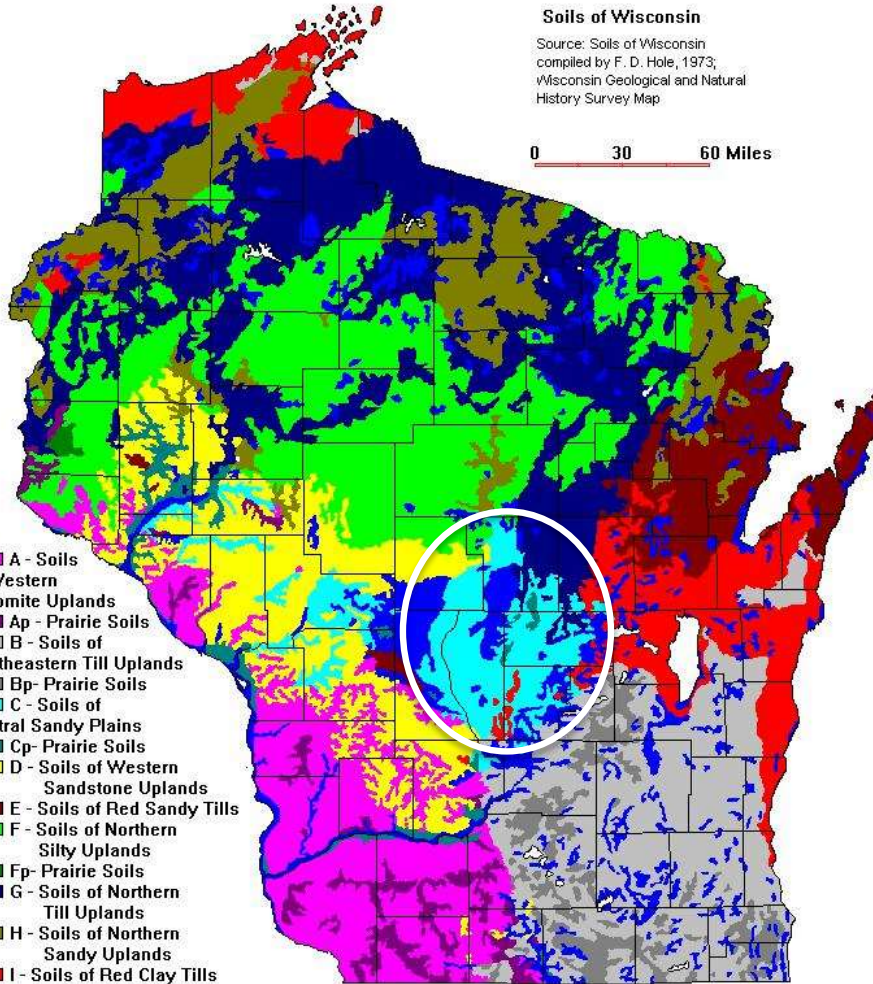 Soils of Wisconsin
Source: Soils of Wisconsin
compiled by F. D. Hole, 1973;
Wisconsin Geological and Natural
History Survey Map
0 30 60 Miles
A - Soils
estern
omite Uplands
Ap - Prairie Soils
B - Soils of
theastern Till Uplands
Bp- Prairie Soils
C - Soils of
tral Sandy Plains
Cp- Prairie Soils
D - Soils of Western
Sandstone Uplands
E - Soils of Red Sandy Tills
F - Soils of Northern
Silty Uplands
Fp- Prairie Soils
G - Soils of Northern
Till Uplands
H - Soils of Northern
Sandy Uplands
I - Soils of Red Clay Tills